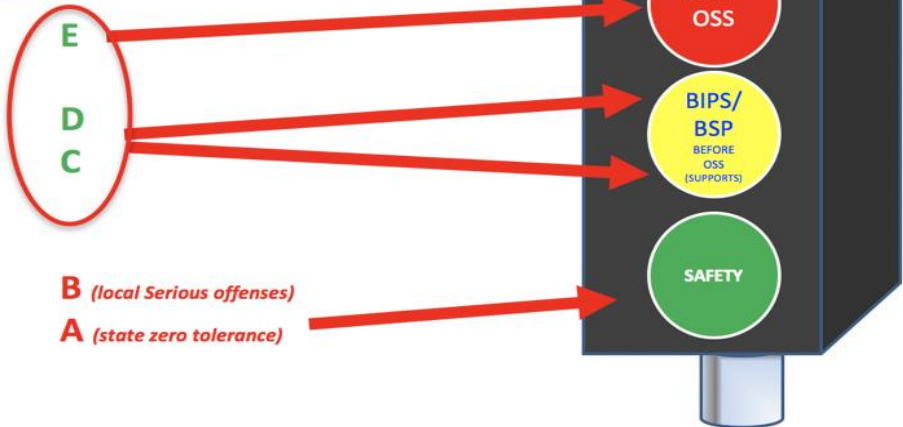 E
D
C
B (local Serious offenses)
A (state zero tolerance)
OSS
BIPS/
BSP
BEFORE
OSS
(SUPPORTS)
SAFETY